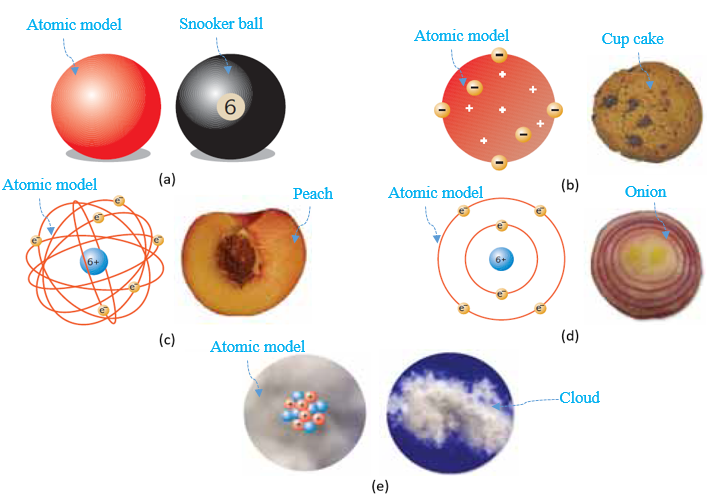 Atomic model
Snooker ball
6
(a)
Atomic model
Cup cake
(b)
Atomic model
Peach
e⁻
e⁻
e⁻
e⁻
e⁻
e⁻
6+
(c)
Atomic model
Onion
e⁻
e⁻
e⁻
6+
e⁻
e⁻
e⁻
(d)
Atomic model
Cloud
(e)